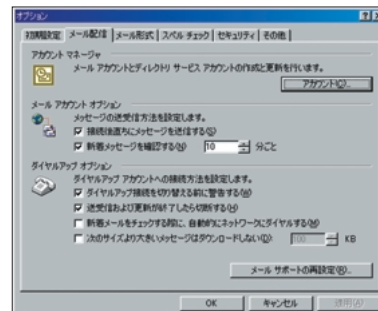 オプション
初期設定 メール配信 メール形式 スペル チェック セキュリティ その他
アカウント マネージャ
メール アカウントとディレクトリ サービス アカウントの作成と更新を行います。
アカウント(C)...
メール アカウント オプション
メッセージの送受信方法を設定します。
接続後直ちにメッセージを送信する(S)
新着メッセージを確認する(N) 10 分ごと
ダイヤルアップ オプション
ダイヤルアップ アカウントへの接続方法を設定します。
ダイヤルアップ接続を切り替える前に警告する(W)
送受信および更新が終了したら切断する(H)
新着メールをチェックする際に、自動的にネットワークにダイヤルする(M)
次のサイズより大きいメッセージはダウンロードしない(D): 100 KB
メール サポートの再設定(R)...
OK キャンセル 適用(A)